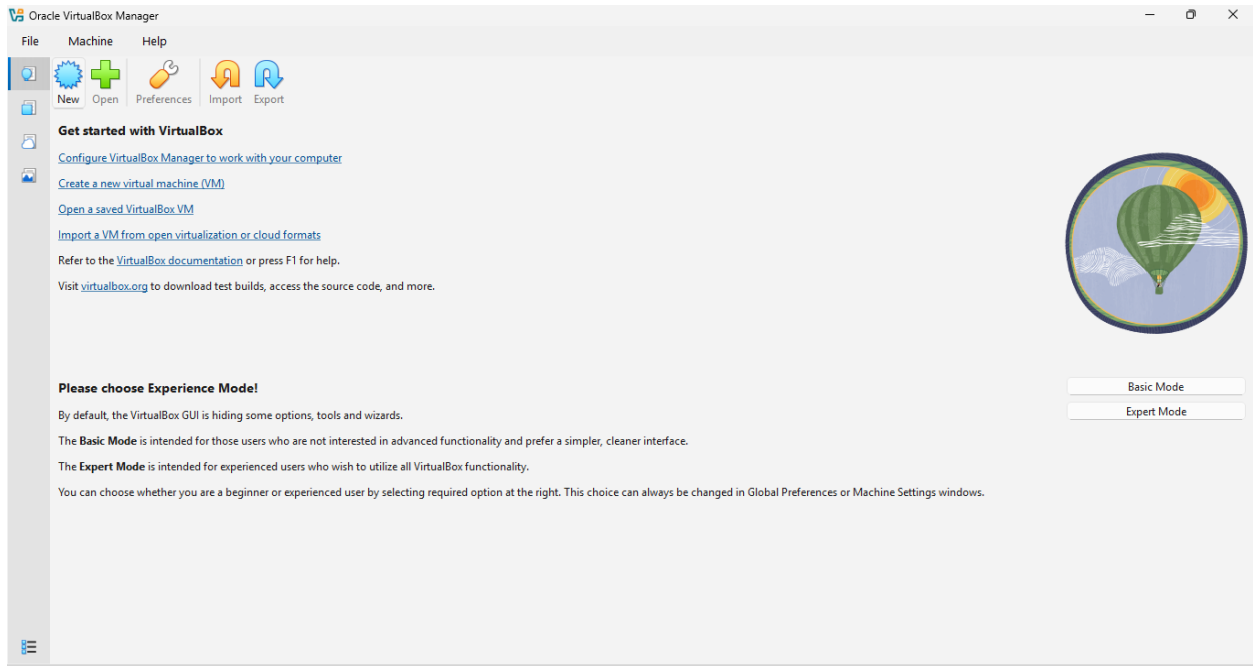 Oracle VirtualBox Manager
File Machine Help
New Open Preferences Import Export
Get started with VirtualBox
Configure VirtualBox Manager to work with your computer
Create a new virtual machine (VM)
Open a saved VirtualBox VM
Import a VM from open virtualization or cloud formats
Refer to the VirtualBox documentation or press F1 for help.
Visit virtualbox.org to download test builds, access the source code, and more.
Please choose Experience Mode!
By default, the VirtualBox GUI is hiding some options, tools and wizards.
The Basic Mode is intended for those users who are not interested in advanced functionality and prefer a simpler, cleaner interface.
The Expert Mode is intended for experienced users who wish to utilize all VirtualBox functionality.
You can choose whether you are a beginner or experienced user by selecting required option at the right. This choice can always be changed in Global Preferences or Machine Settings windows.
Basic Mode
Expert Mode